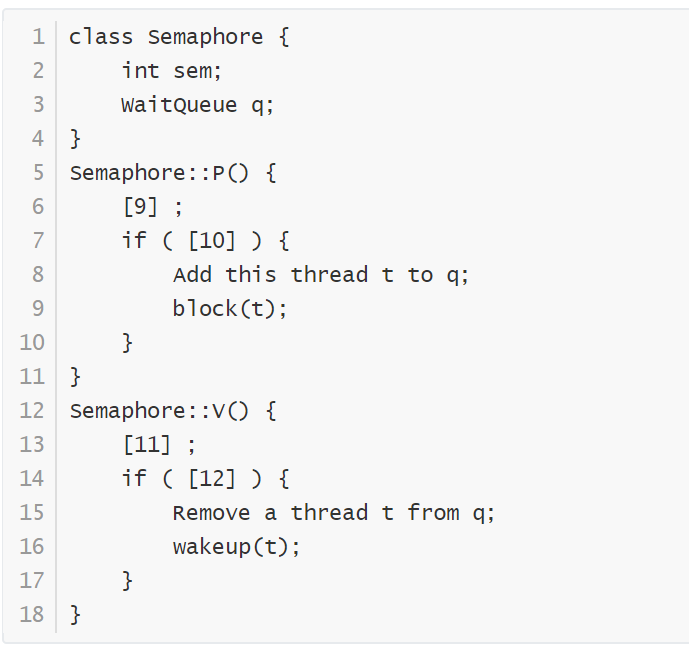 1 class Semaphore {
2     int sem;
3     WaitQueue q;
4 }
5 Semaphore::P() {
6     [9] ;
7     if ( [10] ) {
8         Add this thread t to q;
9         block(t);
10     }
11 }
12 Semaphore::V() {
13     [11] ;
14     if ( [12] ) {
15         Remove a thread t from q;
16         wakeup(t);
17     }
18 }